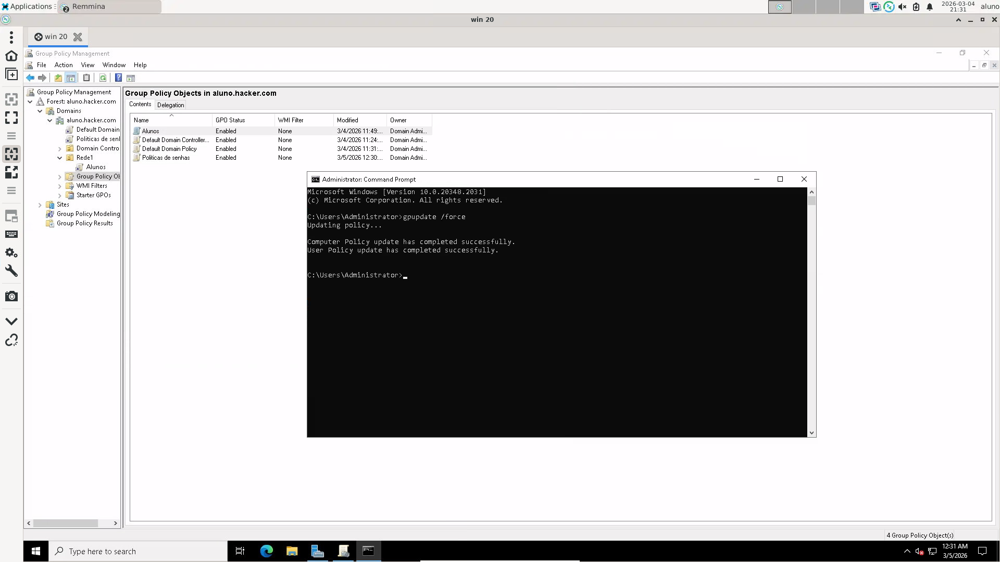 Applications
Remmina
2026-03-04
21:31
aluno
win 20
win 20
Group Policy Management
File Action View Window Help
Group Policy Management
Forest: aluno.hacker.com
Domains
aluno.hacker.com
Default Domain
Politicas de senl
Domain Contro
Rede1
Alunos
Group Policy Ob
WMI Filters
Starter GPOs
Sites
Group Policy Modeling
Group Policy Results
Group Policy Objects in aluno.hacker.com
Contents Delegation
Name GPO Status WMI Filter Modified Owner
Alunos Enabled None 3/4/2026 11:49:... Domain Admi...
Default Domain Controller... Enabled None 3/4/2026 11:24:... Domain Admi...
Default Domain Policy Enabled None 3/4/2026 11:31:... Domain Admi...
Politicas de senhas Enabled None 3/5/2026 12:30:... Domain Admi...
Administrator: Command Prompt
Microsoft Windows [Version 10.0.20348.2031]
(c) Microsoft Corporation. All rights reserved.
C:\Users\Administrator>gpupdate /force
Updating policy...
Computer Policy update has completed successfully.
User Policy update has completed successfully.
C:\Users\Administrator>
4 Group Policy Object(s)
Type here to search
12:31 AM
3/5/2026